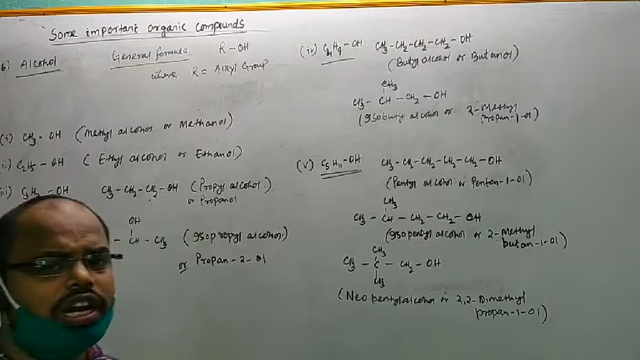 Some important organic compounds
(i) Alcohol General formula R-OH
where R = Alkyl Group
(i) CH3-OH (Methyl alcohol or Methanol)
(ii) C2H5-OH (Ethyl alcohol or Ethanol)
(iii) C3H7-OH CH3-CH2-CH2-OH (Propyl alcohol)
or Propanol
OH
- CH - CH3 (Isopropyl alcohol)
or Propan-2-ol
(iv) C4H9-OH CH3-CH2-CH2-CH2-OH
(Butyl alcohol or Butanol)
CH3
CH3-CH-CH2-OH
(Isobutyl alcohol or 2-Methyl
propan-1-ol)
(v) C5H11-OH CH3-CH2-CH2-CH2-CH2-OH
(Pentyl alcohol or Pentan-1-ol)
CH3
CH3-CH-CH2-CH2-OH
(Isopentyl alcohol or 2-Methyl
butan-1-ol)
CH3
CH3-C-CH2-OH
CH3
(Neo pentyl alcohol or 2,2-Dimethyl
propan-1-ol)